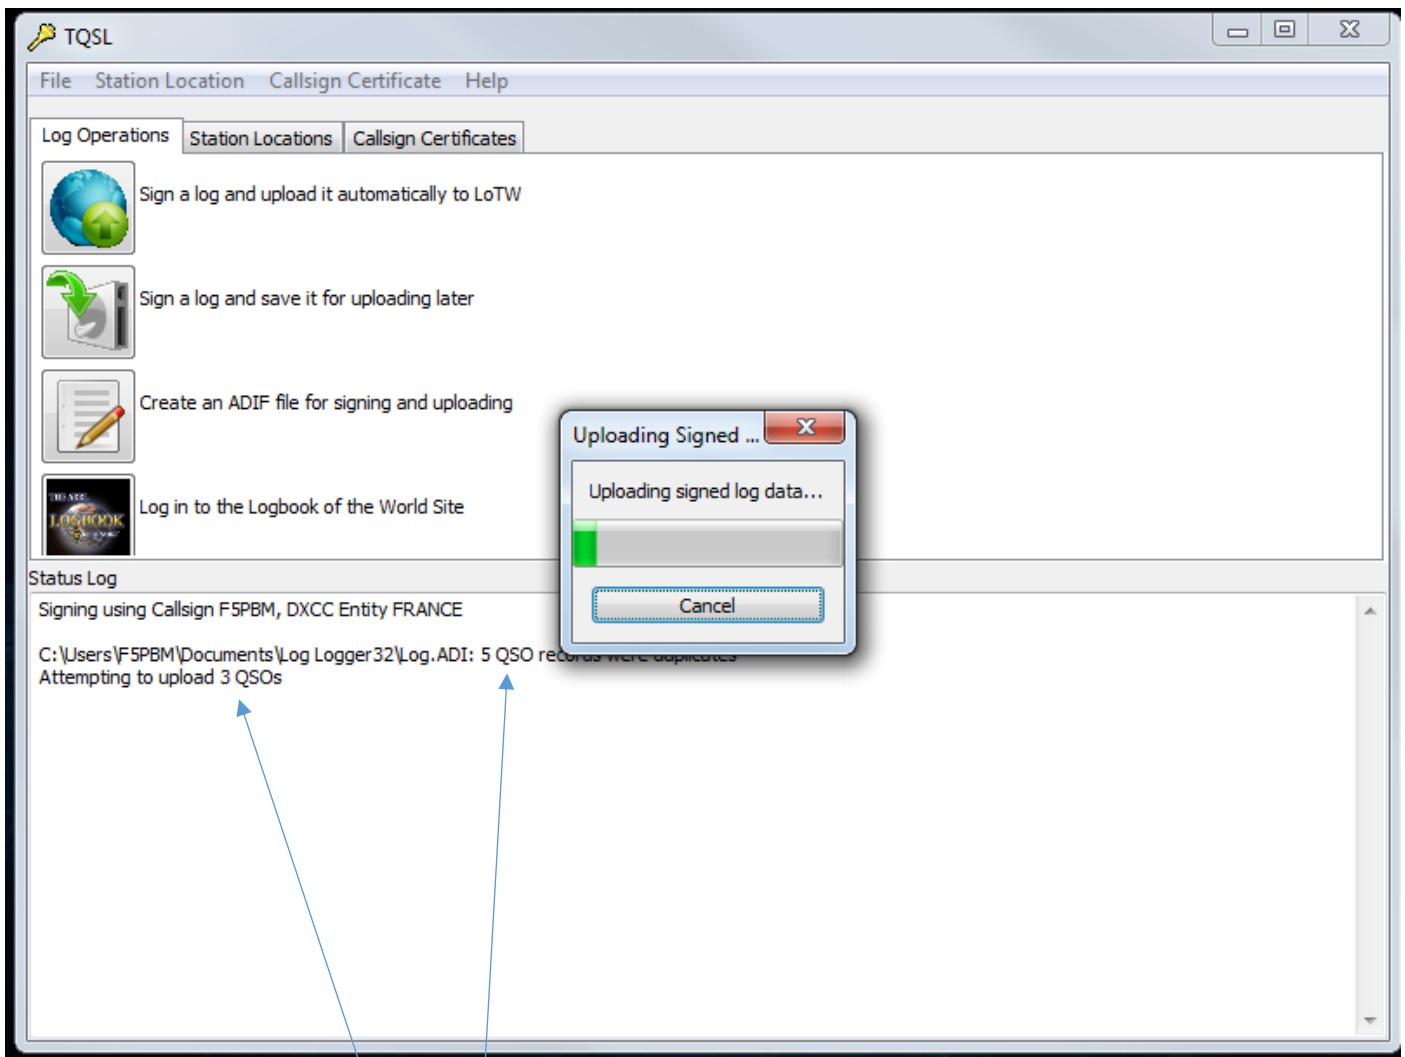 TQSL
File Station Location Callsign Certificate Help
Log Operations Station Locations Callsign Certificates
Sign a log and upload it automatically to LoTW
Sign a log and save it for uploading later
Create an ADIF file for signing and uploading
LOGBOOK
Log in to the Logbook of the World Site
Uploading Signed ...
Uploading signed log data...
Cancel
Status Log
Signing using Callsign F5PBM, DXCC Entity FRANCE
C:\Users\F5PBM\Documents\Log Logger32\Log.ADI: 5 QSO records were duplicates
Attempting to upload 3 QSOs